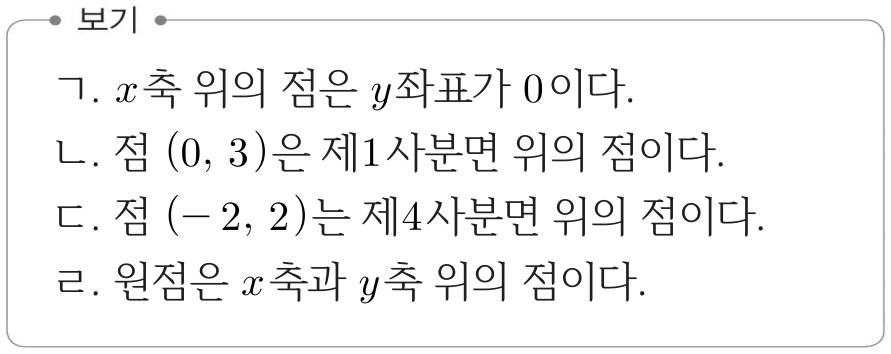 보기
ㄱ. x축 위의 점은 y좌표가 0이다.
ㄴ. 점 (0, 3)은 제1사분면 위의 점이다.
ㄷ. 점 (−2, 2)는 제4사분면 위의 점이다.
ㄹ. 원점은 x축과 y축 위의 점이다.